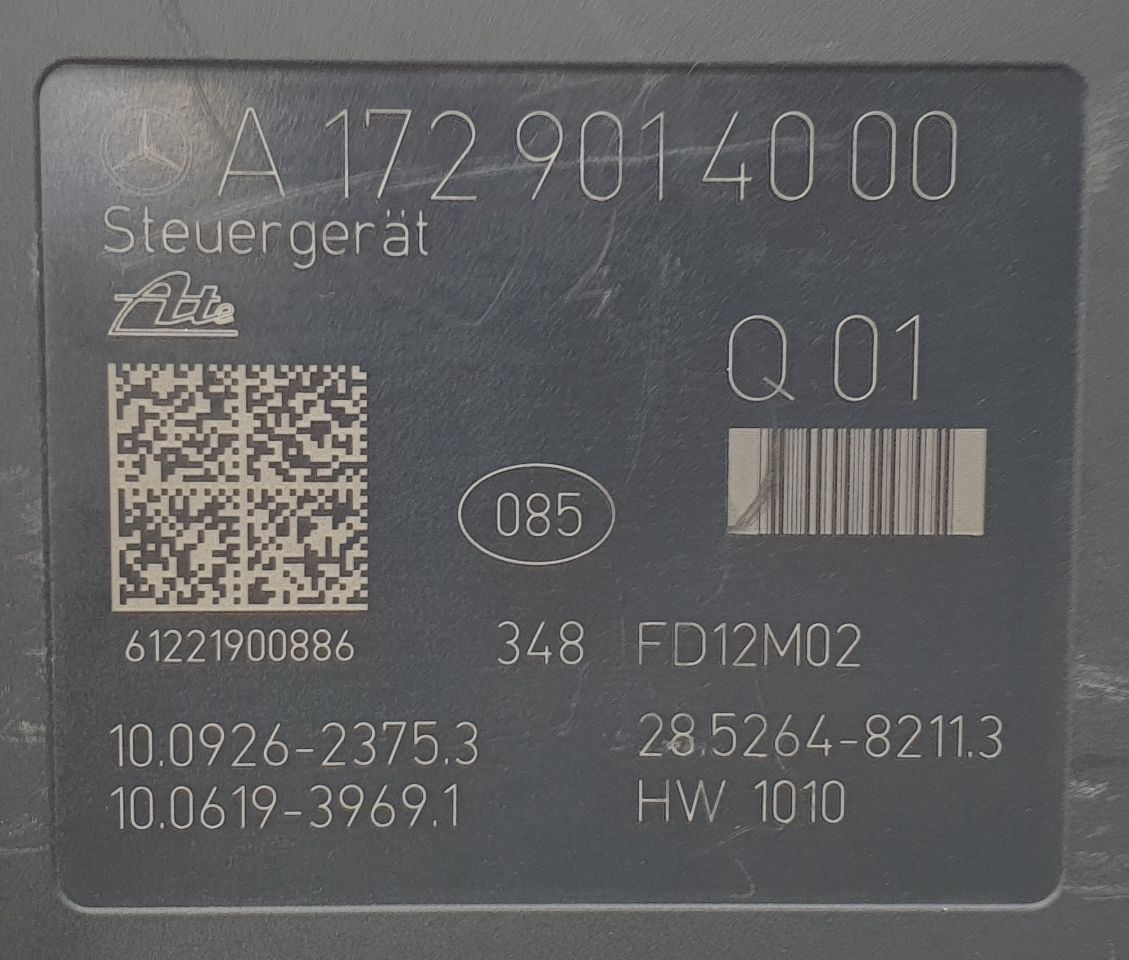 A 172 901 40 00
Steuergerät
Ate
Q 01
085
61221900886
348 FD12M02
10.0926-2375.3
28.5264-8211.3
10.0619-3969.1
HW 1010